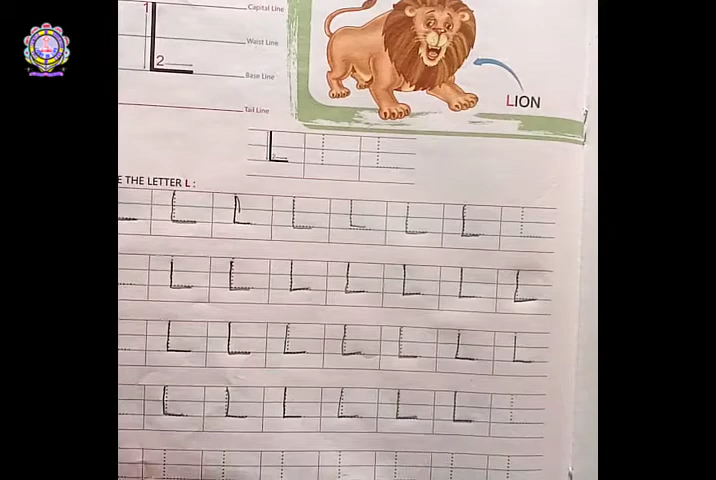 1 Capital Line
L
Waist Line
2
Base Line
Tail Line
LION
L
E THE LETTER L :
L L L L L L L
L L L L L L L
L L L L L L L
L L L L L L L
L L L L L L L